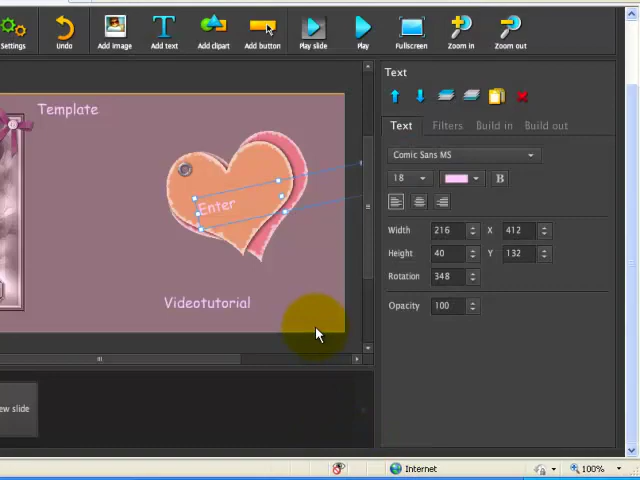 Settings
Undo
Add image
Add text
Add clipart
Add button
Play slide
Play
Fullscreen
Zoom in
Zoom out
Text
Text
Filters
Build in
Build out
Comic Sans MS
18
B
Width 216 X 412
Height 40 Y 132
Rotation 348
Opacity 100
Template
Enter
Videotutorial
ew slide
Internet
100%